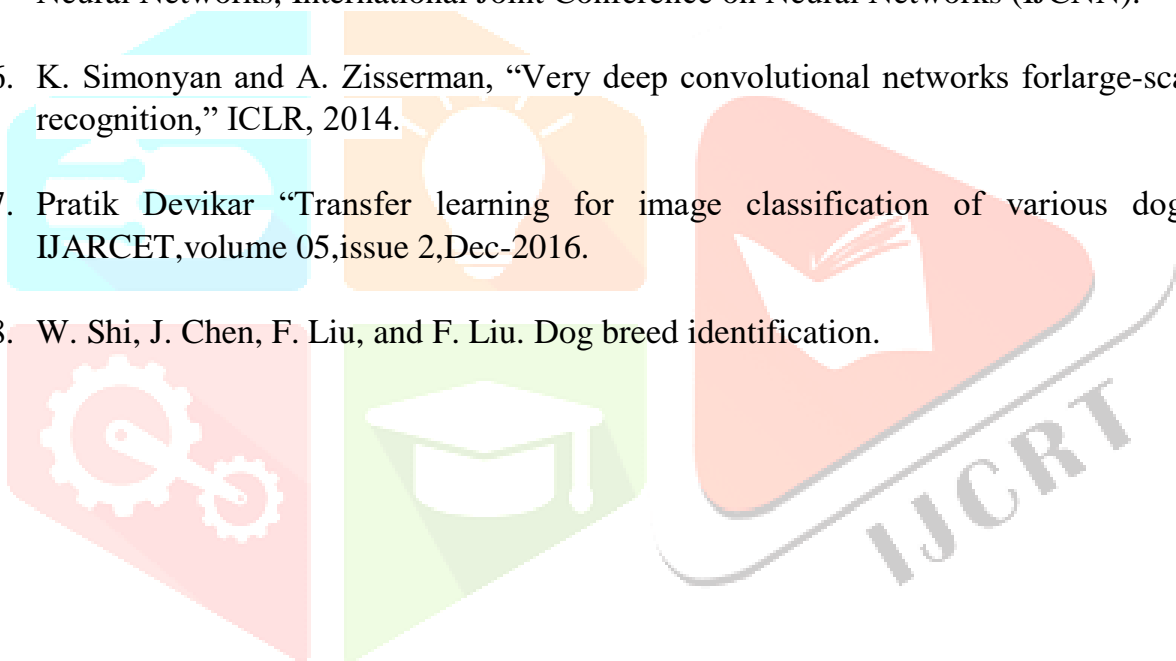 Neural Networks, International Joint Conference on Neural Networks (IJCNN).
6. K. Simonyan and A. Zisserman, “Very deep convolutional networks forlarge-sca
recognition,” ICLR, 2014.
7. Pratik Devikar “Transfer learning for image classification of various dog
IJARCET,volume 05,issue 2,Dec-2016.
8. W. Shi, J. Chen, F. Liu, and F. Liu. Dog breed identification.
IJCRT